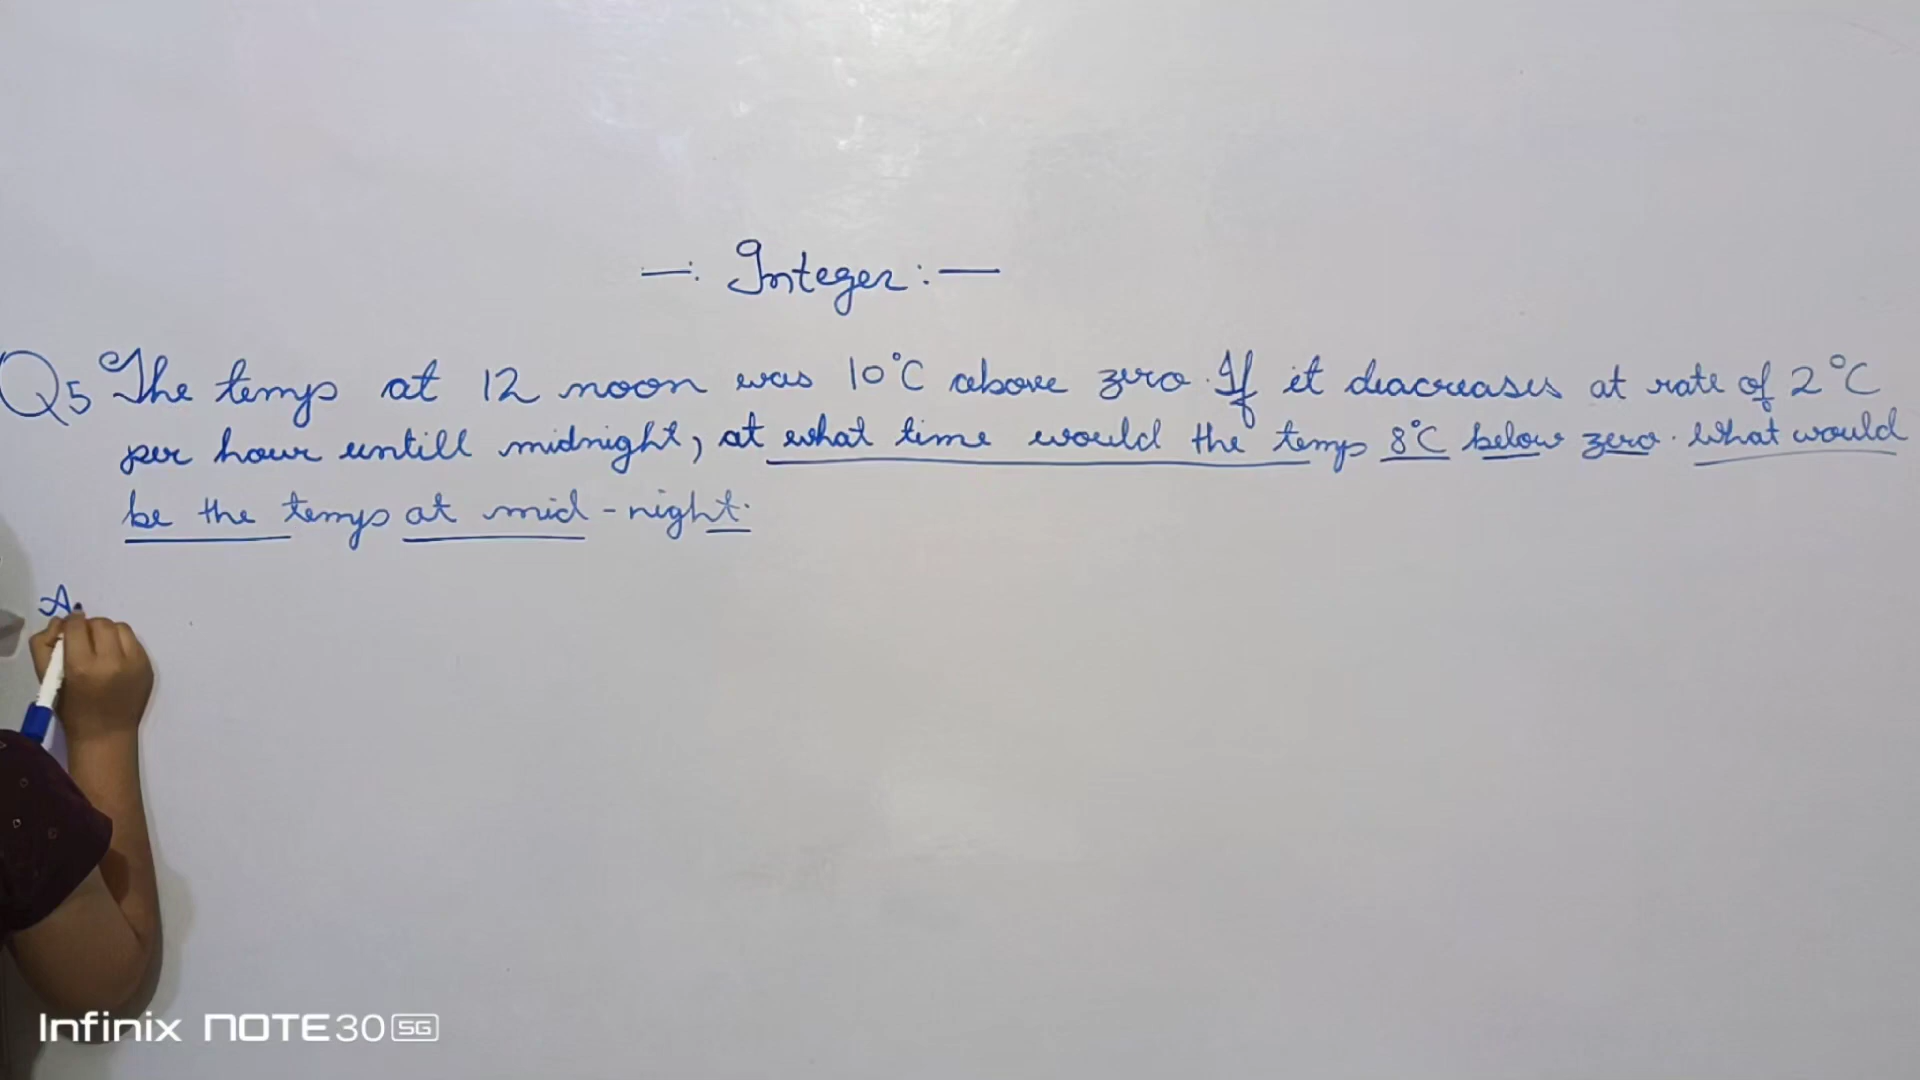 —: Integer :—
Q5 The temp at 12 noon was 10°C above zero. If it deacreases at rate of 2°C
per hour untill midnight, at what time would the temp 8°C below zero. What would
be the temp at mid-night.
A
Infinix NOTE 30 5G